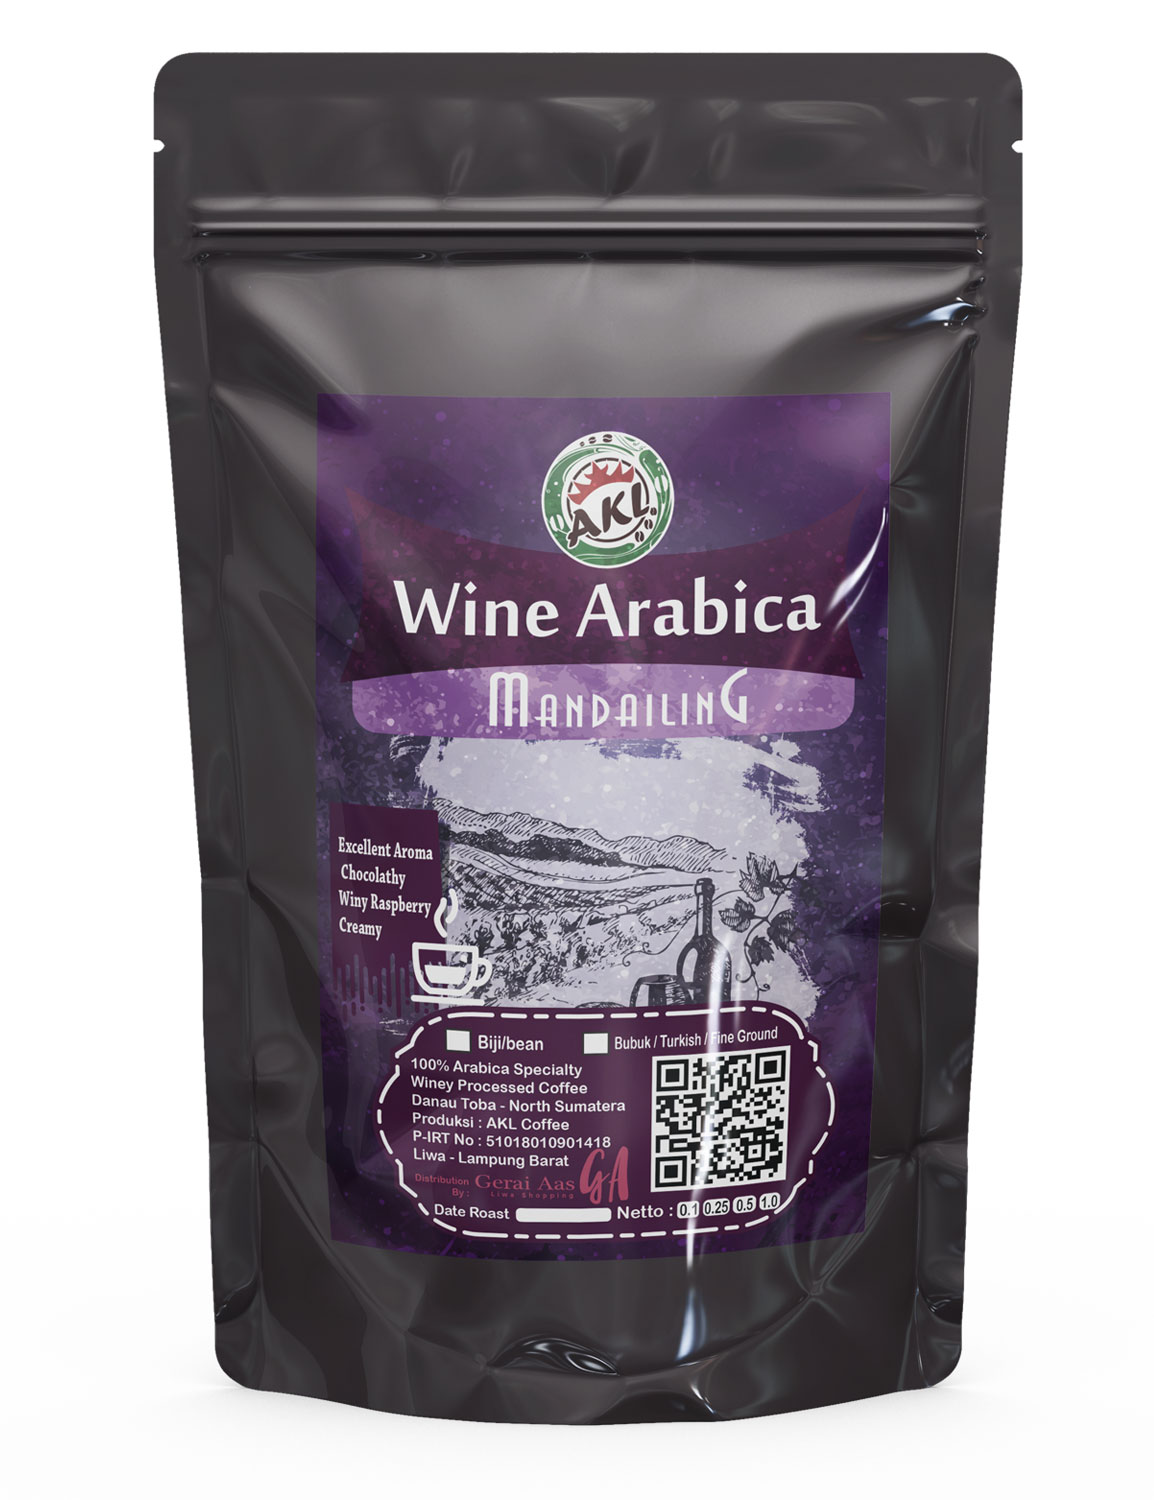 AKL
Wine Arabica
MANDAILING
Excellent Aroma
Chocolathy
Winy Raspberry
Creamy
Biji/bean
Bubuk / Turkish / Fine Ground
100% Arabica Specialty
Winey Processed Coffee
Danau Toba - North Sumatera
Produksi : AKL Coffee
P-IRT No : 51018010901418
Liwa - Lampung Barat
Distribution By :
Gerai Aas GA
Liwa Shopping
Date Roast
Netto : 0.1 0.25 0.5 1.0